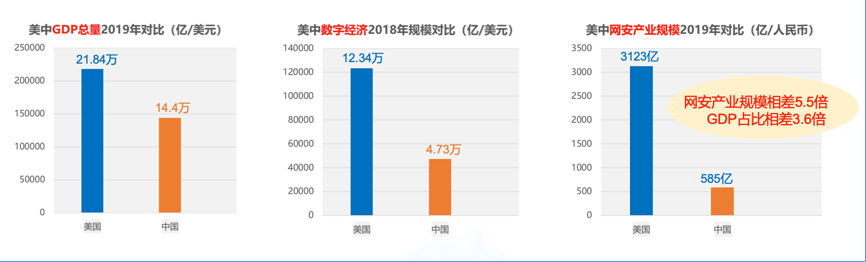 美中GDP总量2019年对比（亿/美元）
250000
200000
150000
100000
50000
0
21.84万
14.4万
美国
中国
美中数字经济2018年规模对比（亿/美元）
140000
120000
100000
80000
60000
40000
20000
0
12.34万
4.73万
美国
中国
美中网安产业规模2019年对比（亿/人民币）
3500
3000
2500
2000
1500
1000
500
0
3123亿
585亿
美国
中国
网安产业规模相差5.5倍
GDP占比相差3.6倍